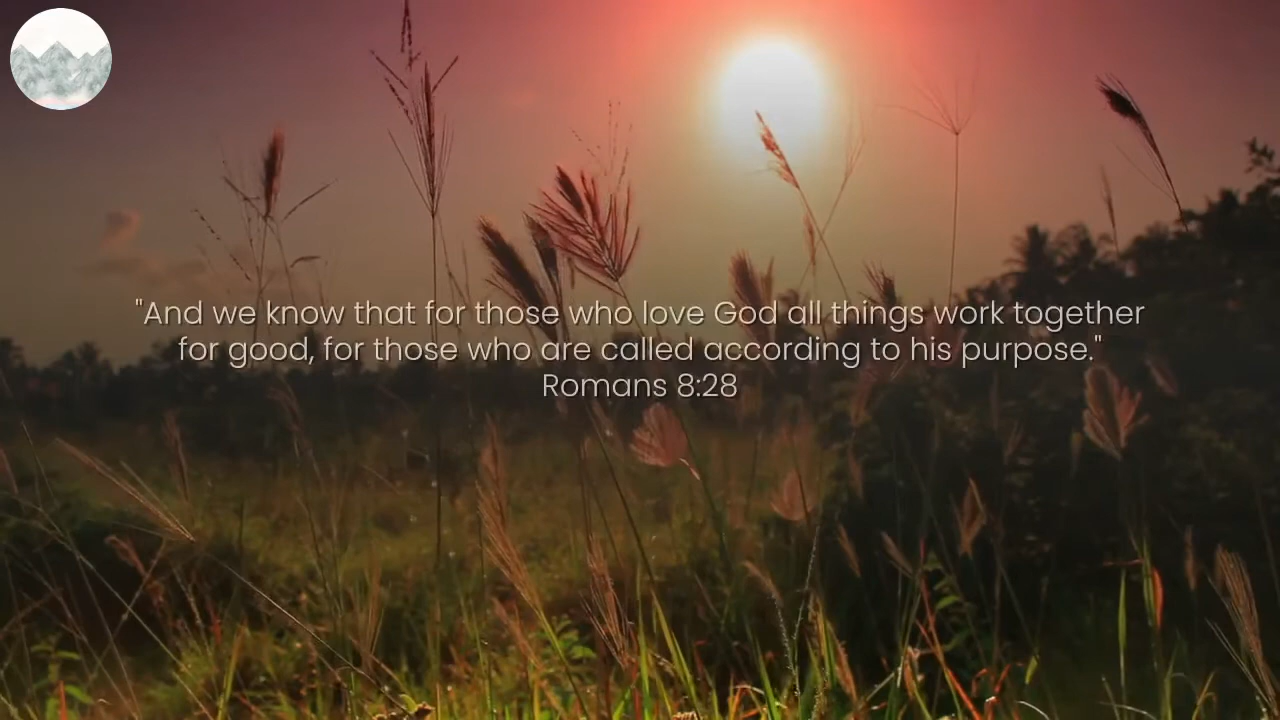 "And we know that for those who love God all things work together
for good, for those who are called according to his purpose."
Romans 8:28